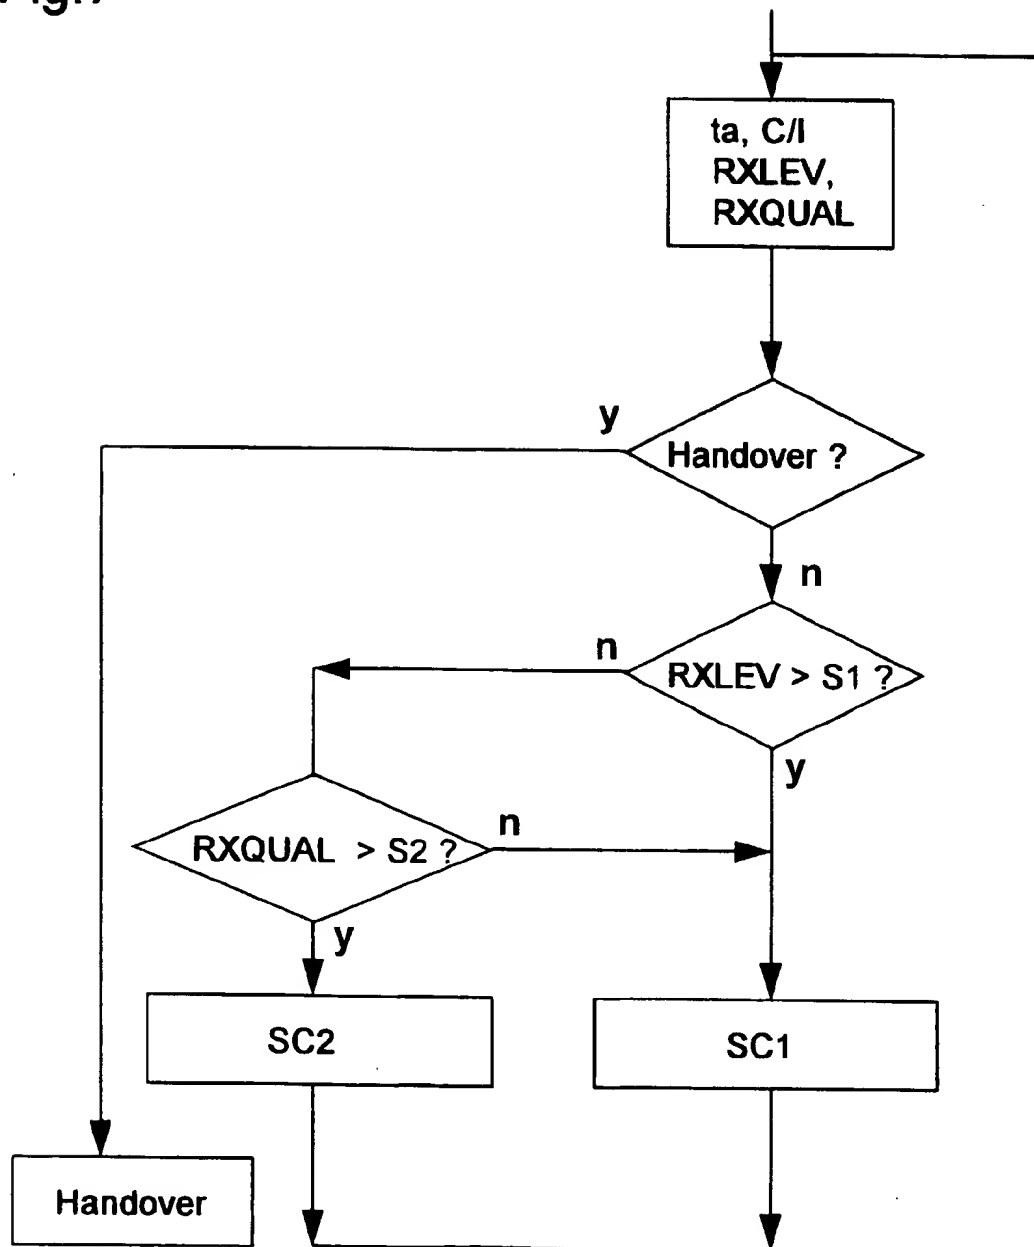 ta, C/I
RXLEV,
RXQUAL
y
Handover ?
n
n
RXLEV > S1 ?
y
RXQUAL > S2 ?
n
y
SC2
SC1
Handover